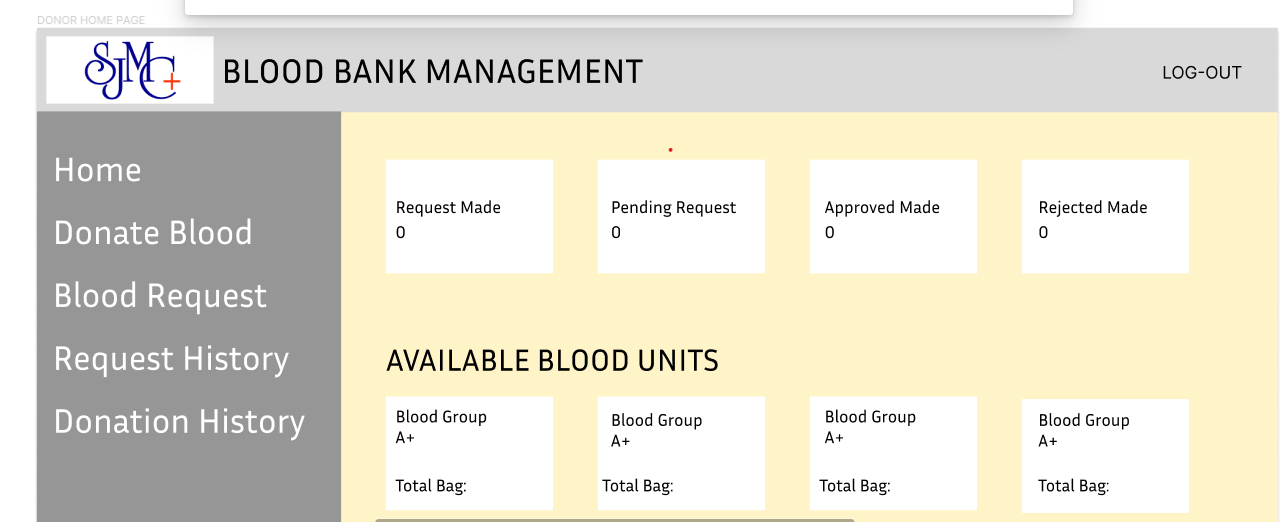 DONOR HOME PAGE
SJMC+
BLOOD BANK MANAGEMENT
LOG-OUT
Home
Donate Blood
Blood Request
Request History
Donation History
Request Made
0
Pending Request
0
Approved Made
0
Rejected Made
0
AVAILABLE BLOOD UNITS
Blood Group
A+
Total Bag:
Blood Group
A+
Total Bag:
Blood Group
A+
Total Bag:
Blood Group
A+
Total Bag: